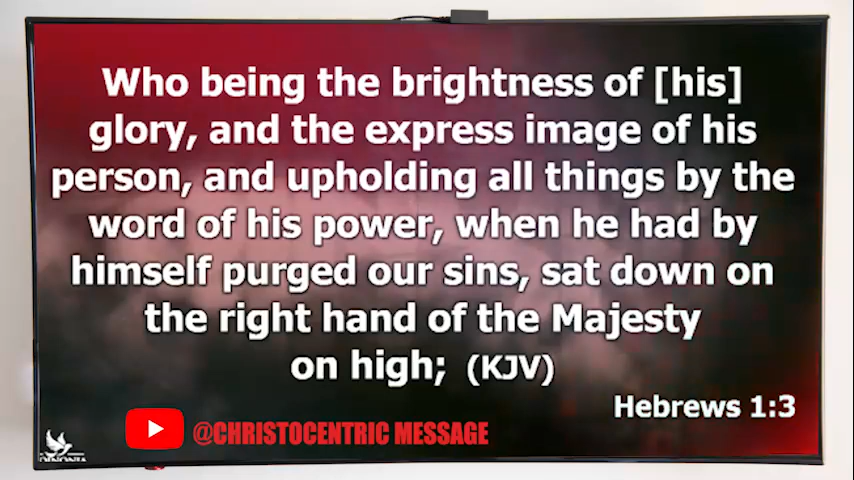 Who being the brightness of [his]
glory, and the express image of his
person, and upholding all things by the
word of his power, when he had by
himself purged our sins, sat down on
the right hand of the Majesty
on high; (KJV)
Hebrews 1:3
@CHRISTOCENTRIC MESSAGE